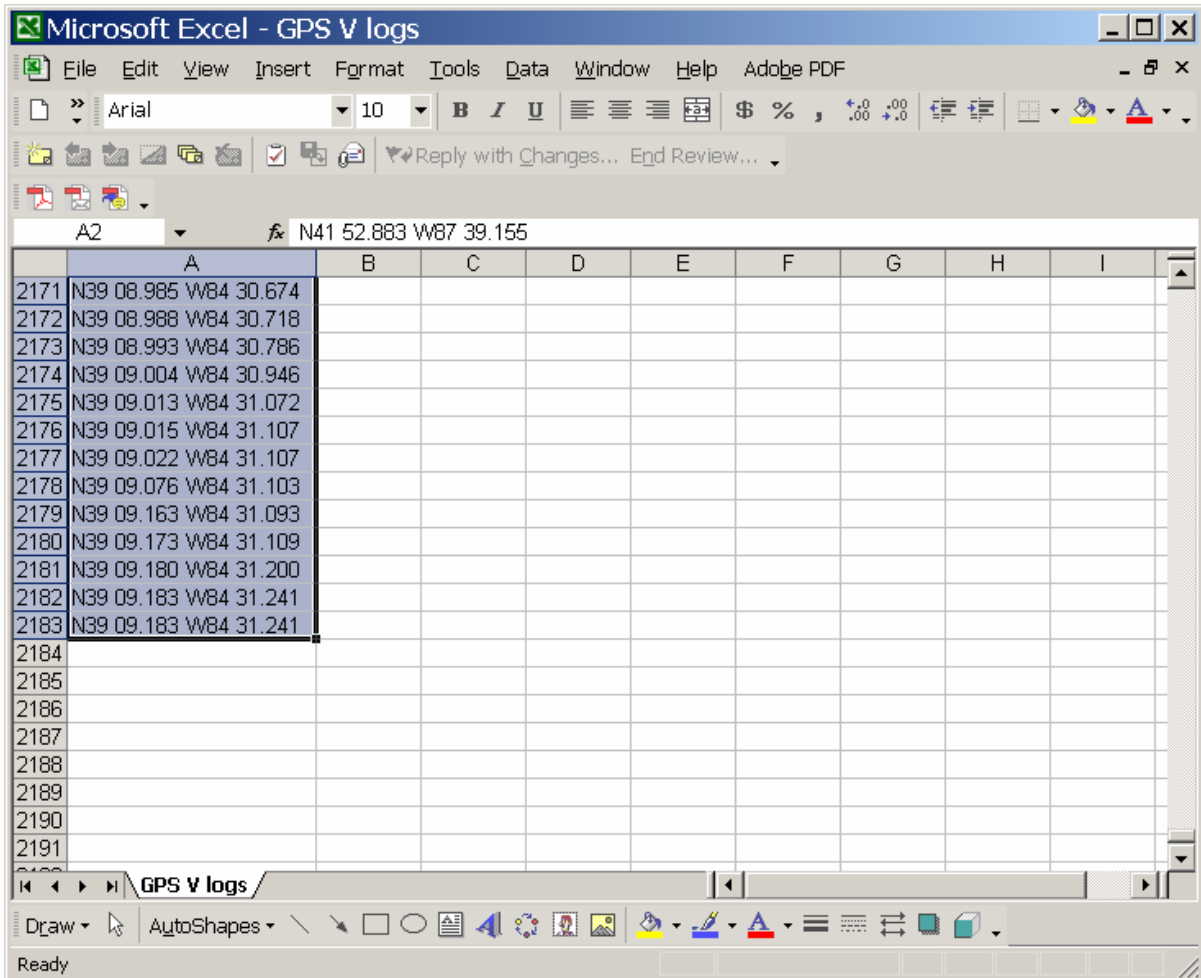 Microsoft Excel - GPS V logs
File Edit View Insert Format Tools Data Window Help Adobe PDF
Arial 10 B I U $ % ,
Reply with Changes... End Review...
A2 fx N41 52.883 W87 39.155
A B C D E F G H I
2171 N39 08.985 W84 30.674
2172 N39 08.988 W84 30.718
2173 N39 08.993 W84 30.786
2174 N39 09.004 W84 30.946
2175 N39 09.013 W84 31.072
2176 N39 09.015 W84 31.107
2177 N39 09.022 W84 31.107
2178 N39 09.076 W84 31.103
2179 N39 09.163 W84 31.093
2180 N39 09.173 W84 31.109
2181 N39 09.180 W84 31.200
2182 N39 09.183 W84 31.241
2183 N39 09.183 W84 31.241
2184
2185
2186
2187
2188
2189
2190
2191
GPS V logs
Draw AutoShapes
Ready